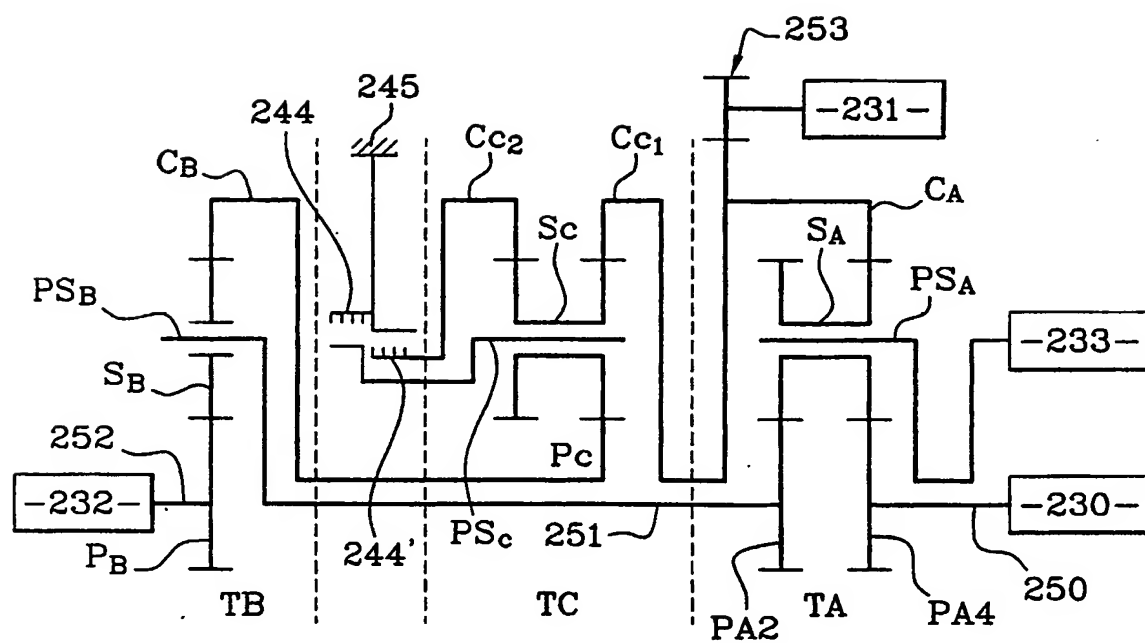 253
245
244
-231-
CB
Cc2
Cc1
CA
Sc
SA
PSB
PSA
-233-
SB
252
Pc
-232-
-230-
PB
244'
PSc
251
250
TB
TC
PA2
TA
PA4